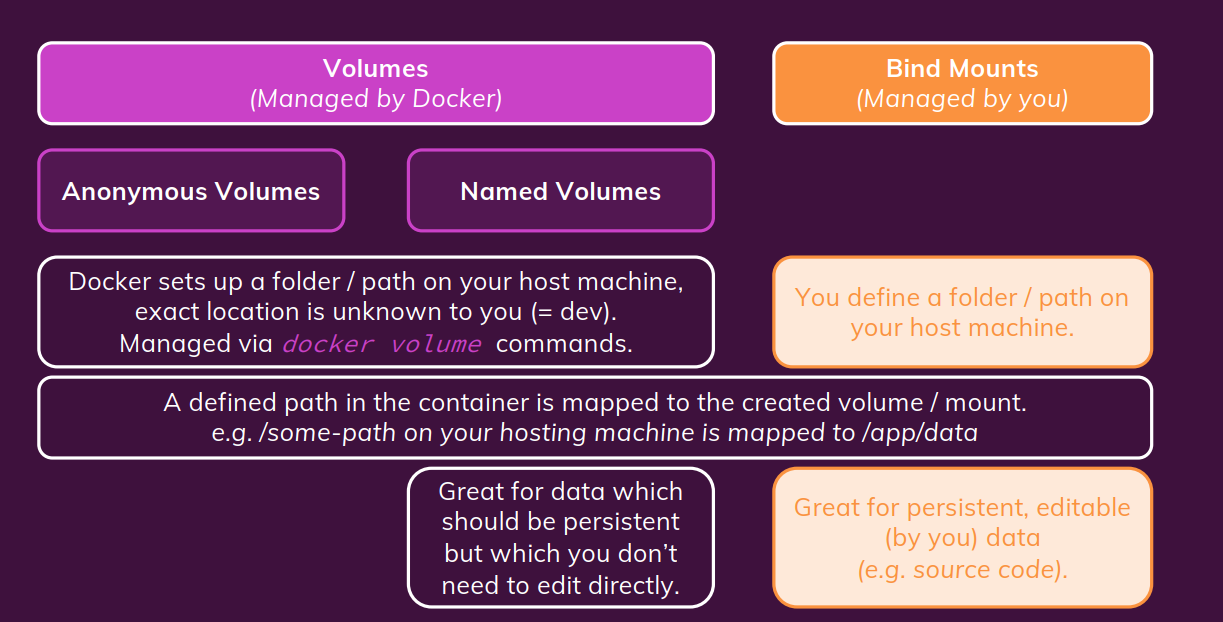 Volumes
(Managed by Docker)
Bind Mounts
(Managed by you)
Anonymous Volumes
Named Volumes
Docker sets up a folder / path on your host machine,
exact location is unknown to you (= dev).
Managed via docker volume commands.
You define a folder / path on
your host machine.
A defined path in the container is mapped to the created volume / mount.
e.g. /some-path on your hosting machine is mapped to /app/data
Great for data which
should be persistent
but which you don’t
need to edit directly.
Great for persistent, editable
(by you) data
(e.g. source code).